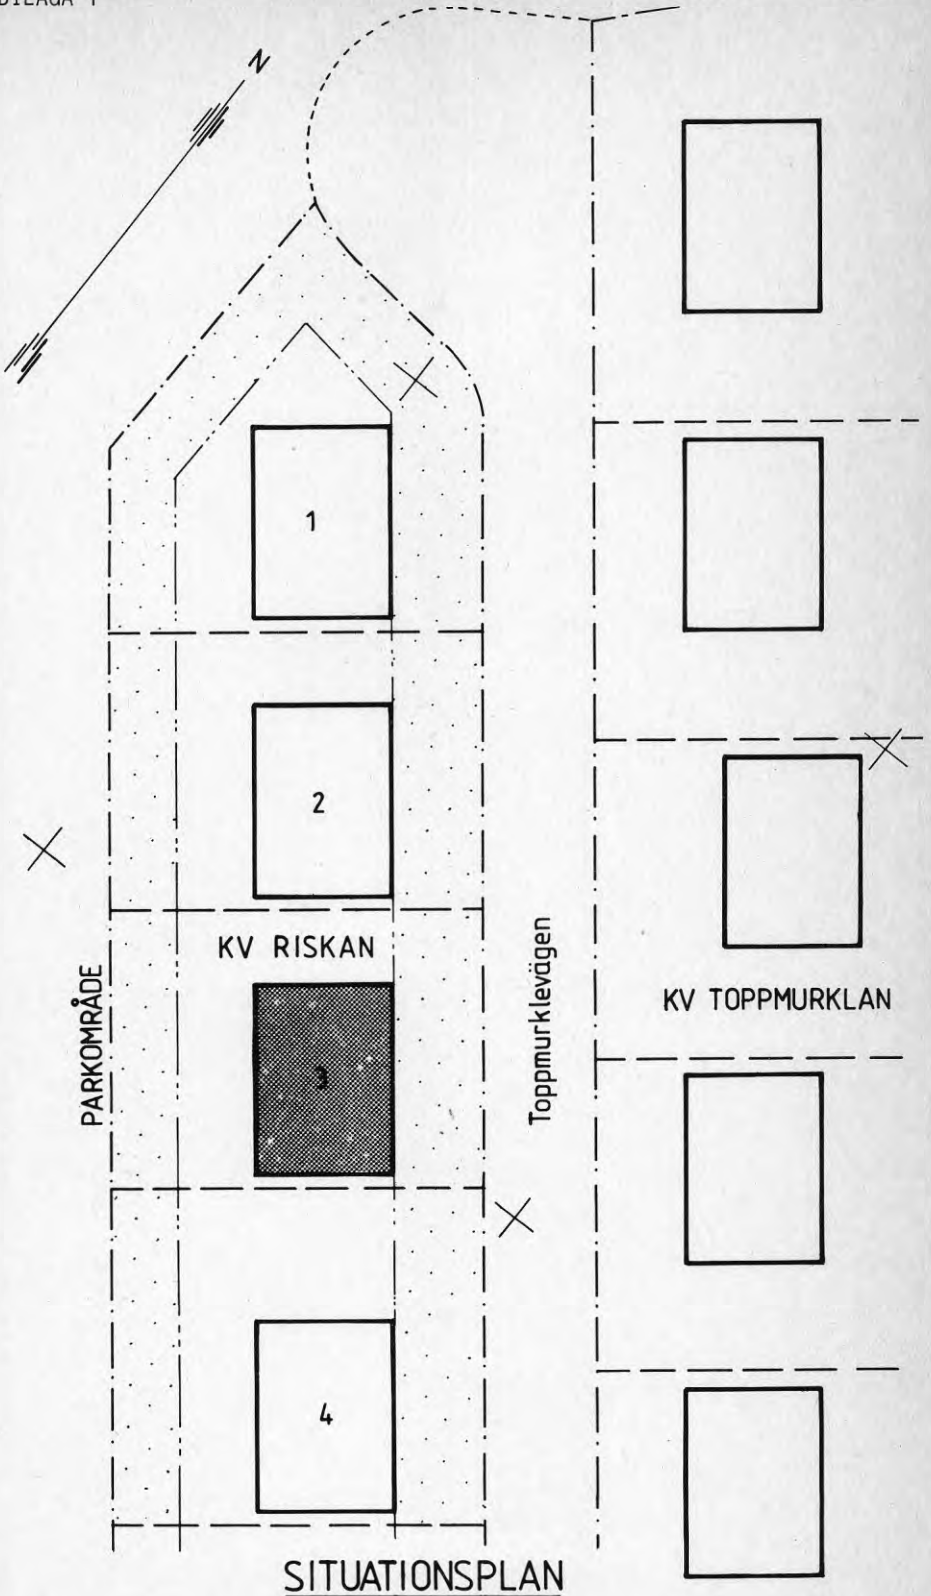 BILAGA 1
N
1
2
KV RISKAN
PARKOMRÅDE
Toppmurklevägen
KV TOPPMURKLAN
3
4
SITUATIONSPLAN